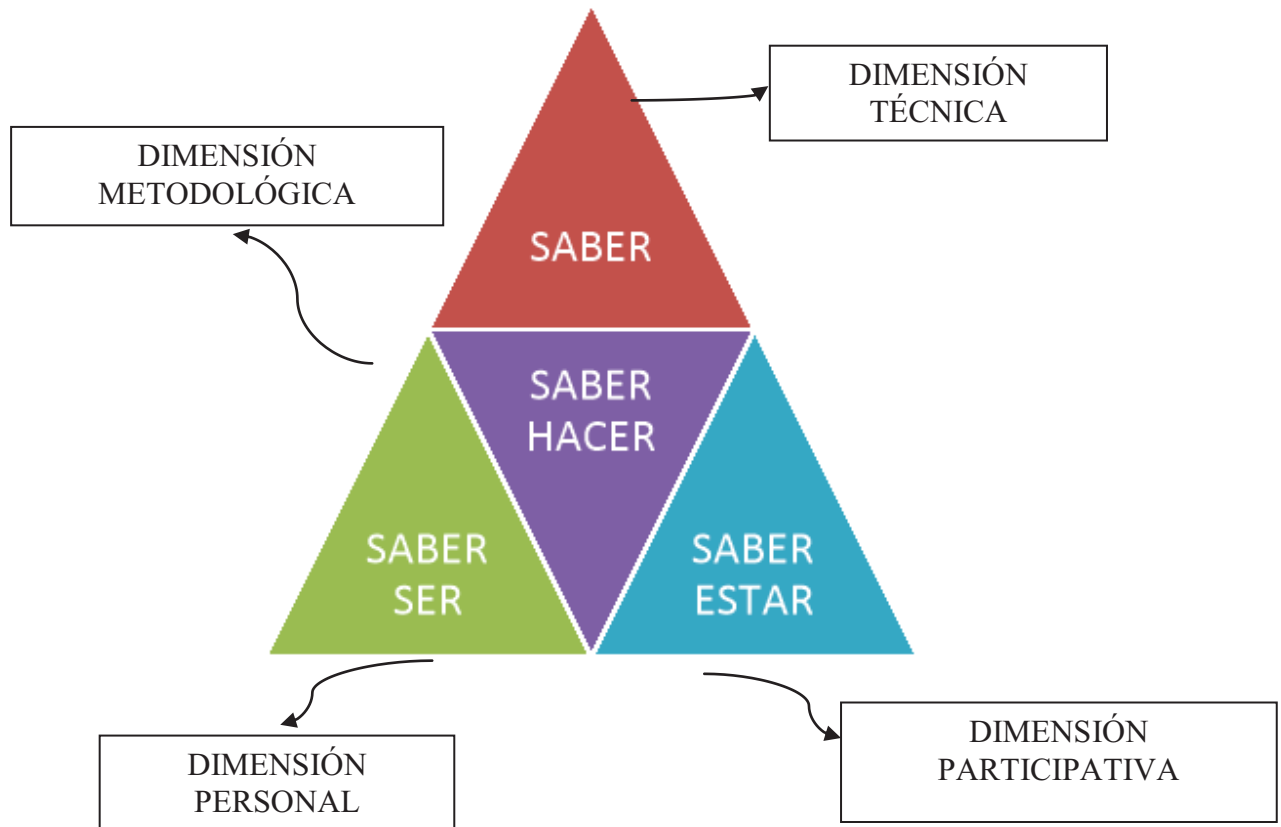 DIMENSIÓN
TÉCNICA
DIMENSIÓN
METODOLÓGICA
SABER
SABER
HACER
SABER
SER
SABER
ESTAR
DIMENSIÓN
PERSONAL
DIMENSIÓN
PARTICIPATIVA